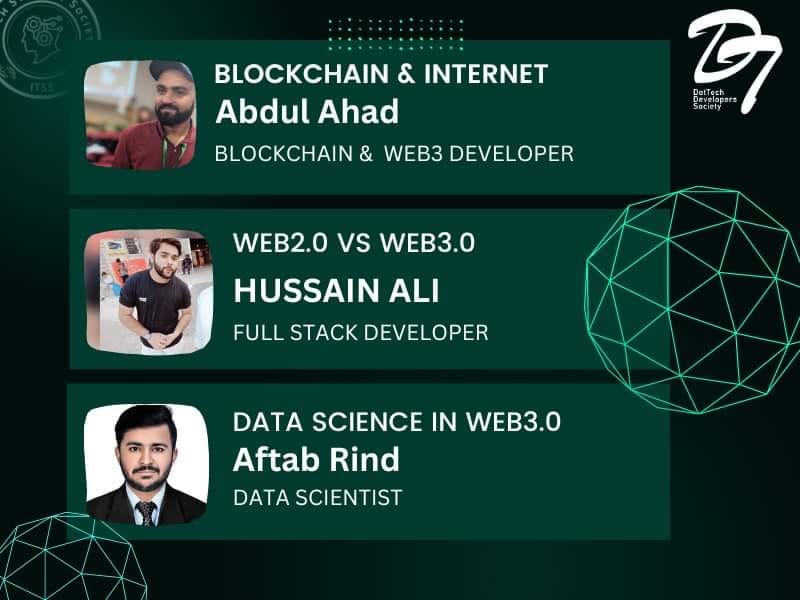 ITSS
DotTech
Developers
Society
BLOCKCHAIN & INTERNET
Abdul Ahad
BLOCKCHAIN & WEB3 DEVELOPER
WEB2.0 VS WEB3.0
HUSSAIN ALI
FULL STACK DEVELOPER
DATA SCIENCE IN WEB3.0
Aftab Rind
DATA SCIENTIST